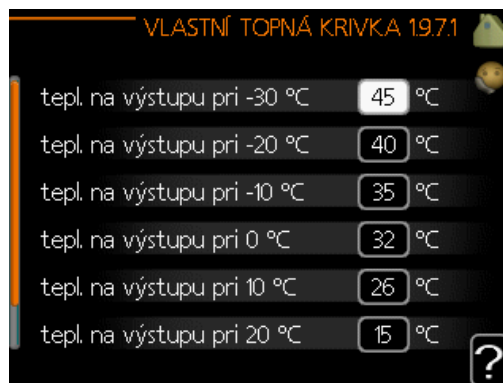 VLASTNÍ TOPNÁ KRIVKA 1.9.7.1
tepl. na výstupu pri -30 °C 45 °C
tepl. na výstupu pri -20 °C 40 °C
tepl. na výstupu pri -10 °C 35 °C
tepl. na výstupu pri 0 °C 32 °C
tepl. na výstupu pri 10 °C 26 °C
tepl. na výstupu pri 20 °C 15 °C
?